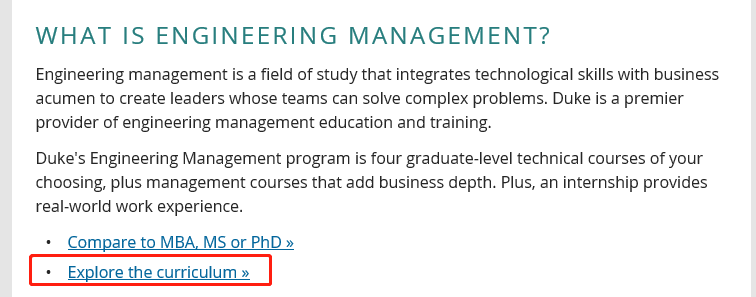 WHAT IS ENGINEERING MANAGEMENT?
Engineering management is a field of study that integrates technological skills with business
acumen to create leaders whose teams can solve complex problems. Duke is a premier
provider of engineering management education and training.
Duke's Engineering Management program is four graduate-level technical courses of your
choosing, plus management courses that add business depth. Plus, an internship provides
real-world work experience.
• Compare to MBA, MS or PhD »
• Explore the curriculum »